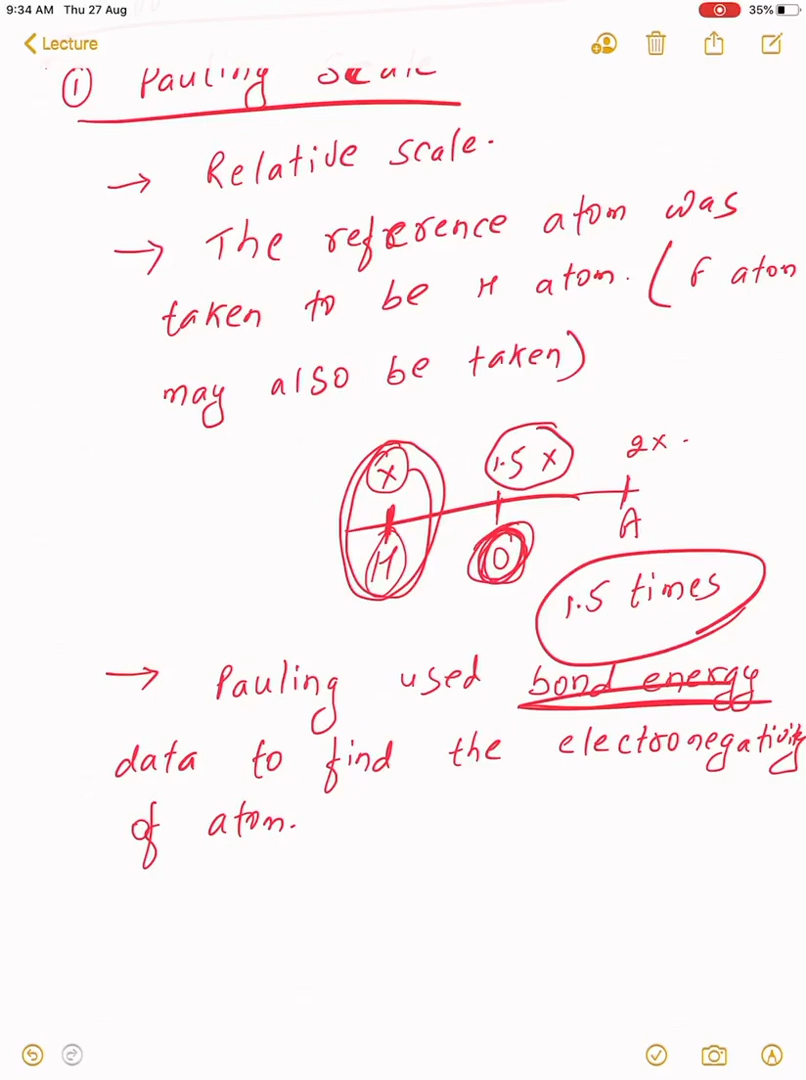 9:34 AM Thu 27 Aug 35%
Lecture
① Pauling Scale
→ Relative scale.
→ The reference atom was
taken to be H atom. (F atom
may also be taken)
x 1.5 x 2x.
H O A
1.5 times
→ Pauling used bond energy
data to find the electronegativity
of atom.